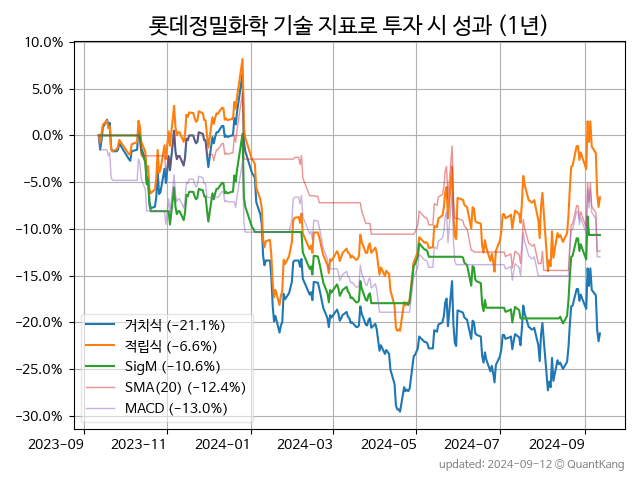 롯데정밀화학 기술 지표로 투자 시 성과 (1년)
10.0%
5.0%
0.0%
−5.0%
−10.0%
−15.0%
−20.0%
−25.0%
−30.0%
거치식 (−21.1%)
적립식 (−6.6%)
SigM (−10.6%)
SMA(20) (−12.4%)
MACD (−13.0%)
2023-09 2023-11 2024-01 2024-03 2024-05 2024-07 2024-09
updated: 2024-09-12 © QuantKang